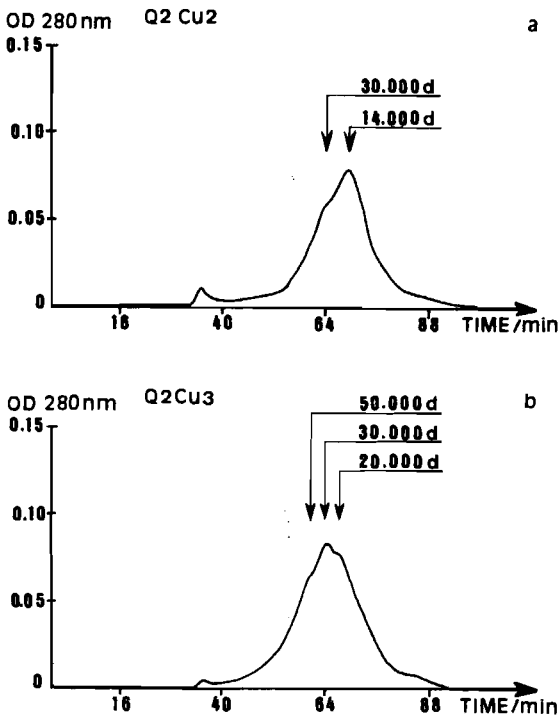 OD 280nm Q2 Cu2 a
0.15
30.000d
0.10
14.000d
0.05
0
16 40 64 88 TIME/min
OD 280nm Q2Cu3 b
50.000d
0.15
30.000d
20.000d
0.10
0.05
0
16 40 64 88 TIME/min